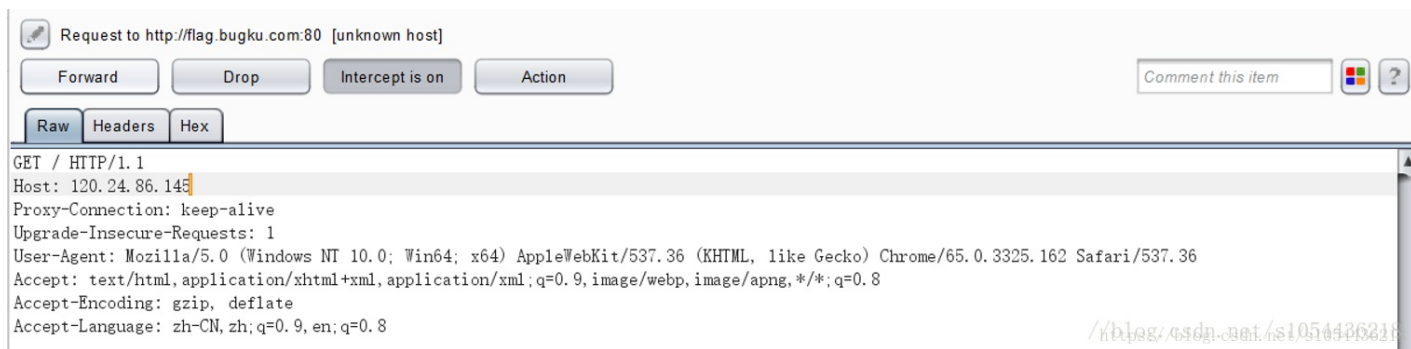 Request to http://flag.bugku.com:80 [unknown host]
Forward Drop Intercept is on Action Comment this item ?
Raw Headers Hex
GET / HTTP/1.1
Host: 120.24.86.145
Proxy-Connection: keep-alive
Upgrade-Insecure-Requests: 1
User-Agent: Mozilla/5.0 (Windows NT 10.0; Win64; x64) AppleWebKit/537.36 (KHTML, like Gecko) Chrome/65.0.3325.162 Safari/537.36
Accept: text/html,application/xhtml+xml,application/xml;q=0.9,image/webp,image/apng,*/*;q=0.8
Accept-Encoding: gzip, deflate
Accept-Language: zh-CN,zh;q=0.9,en;q=0.8